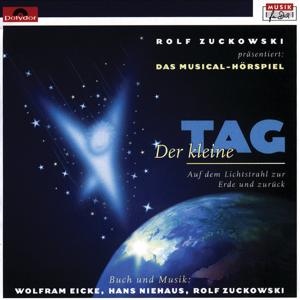 Polydor
MUSIK
ROLF ZUCKOWSKI
präsentiert:
DAS MUSICAL-HÖRSPIEL
TAG
Der kleine
Auf dem Lichtstrahl zur
Erde und zurück
Buch und Musik:
WOLFRAM EICKE, HANS NIEHAUS, ROLF ZUCKOWSKI